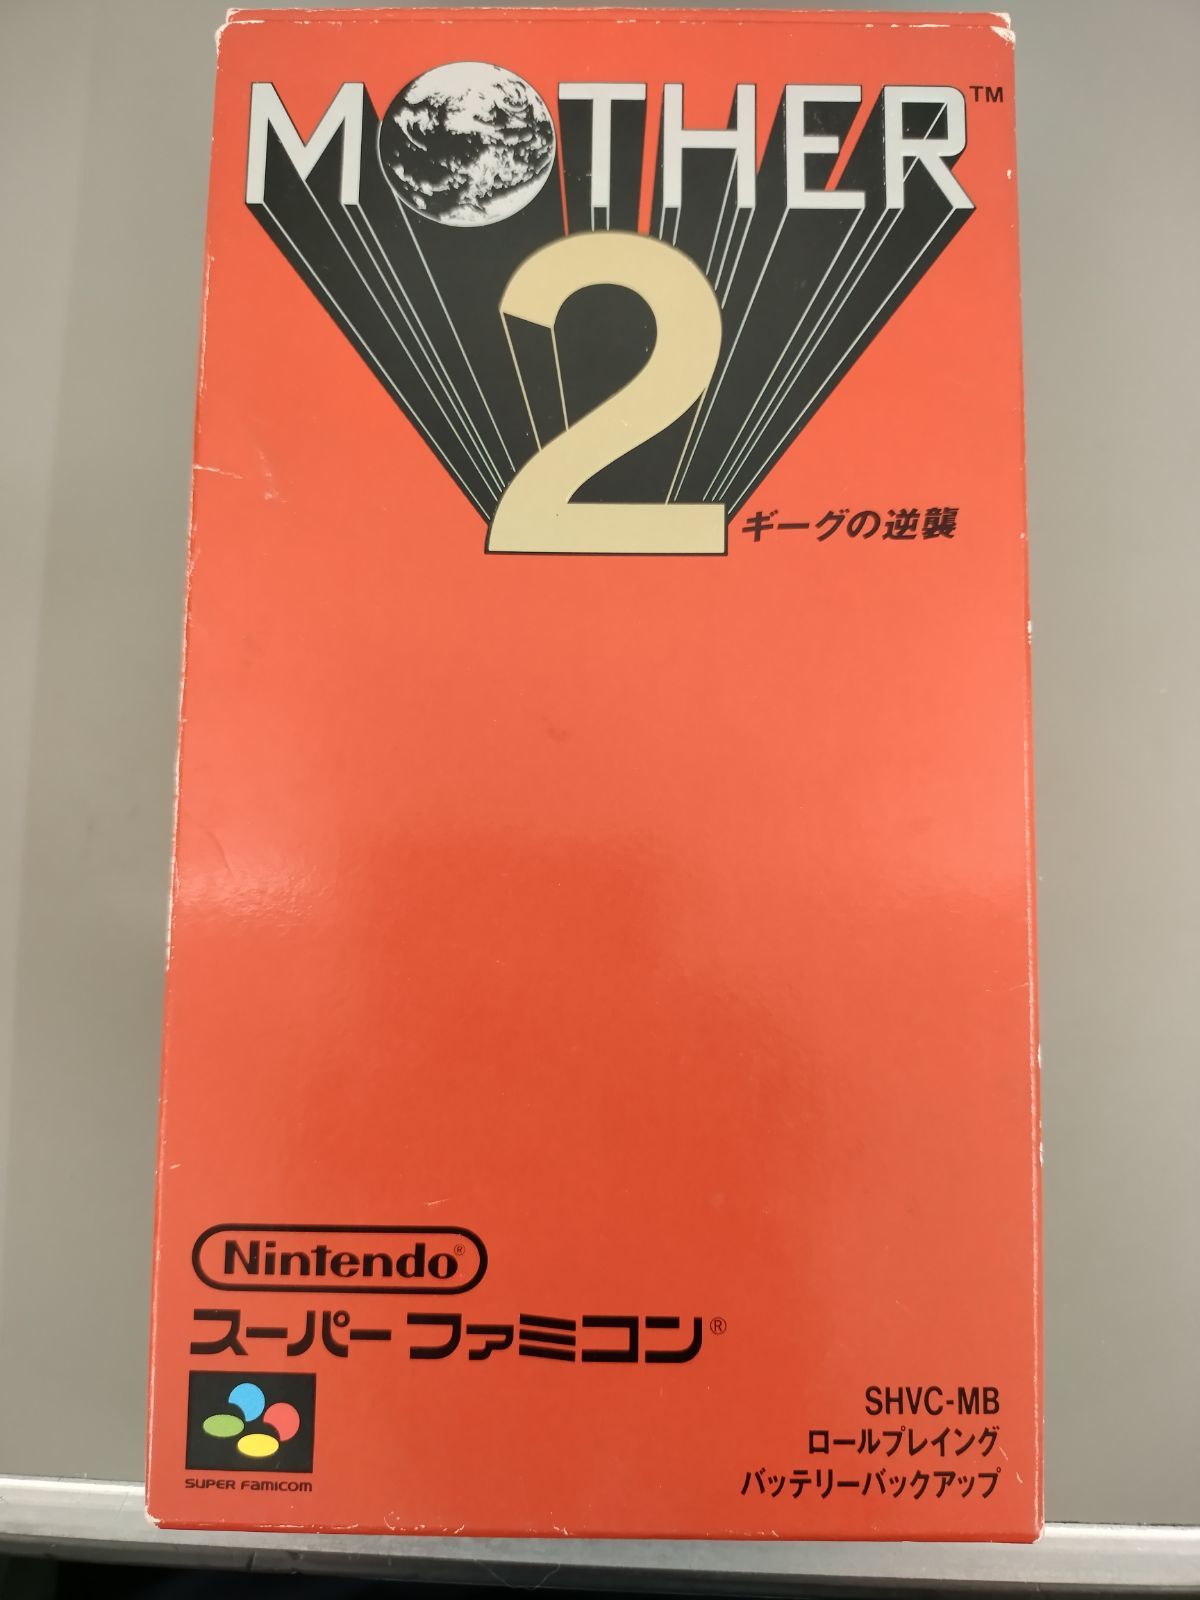 MOTHER™
2
ギーグの逆襲
Nintendo®
スーパーファミコン®
SUPER FAMICOM
SHVC-MB
ロールプレイング
バッテリーバックアップ